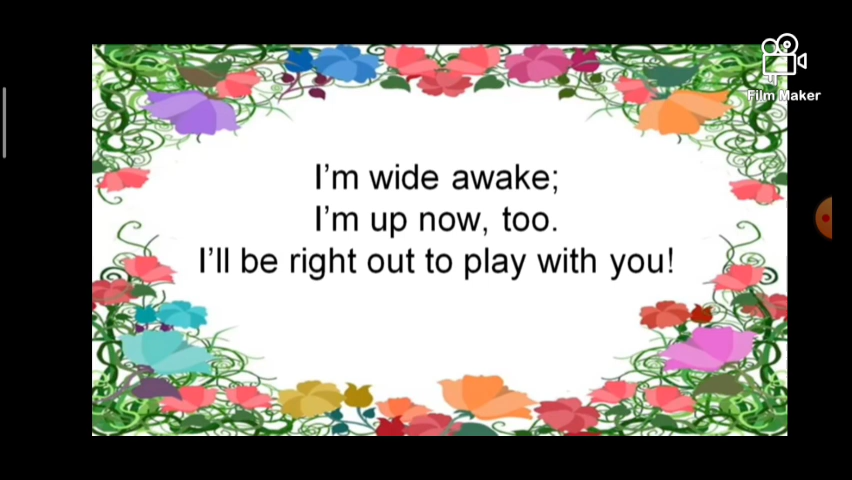 Film Maker
I'm wide awake;
I'm up now, too.
I'll be right out to play with you!